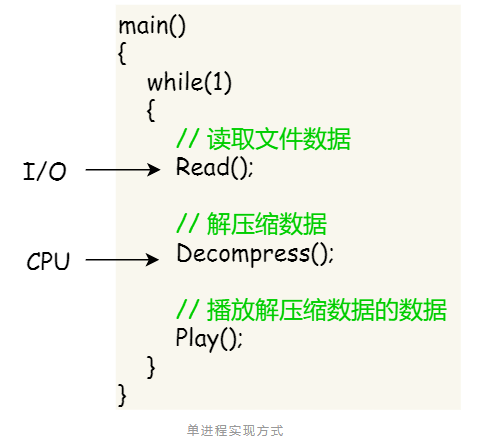 main()
{
while(1)
{
// 读取文件数据
I/O
Read();
// 解压缩数据
CPU
Decompress();
// 播放解压缩数据的数据
Play();
}
}
单进程实现方式